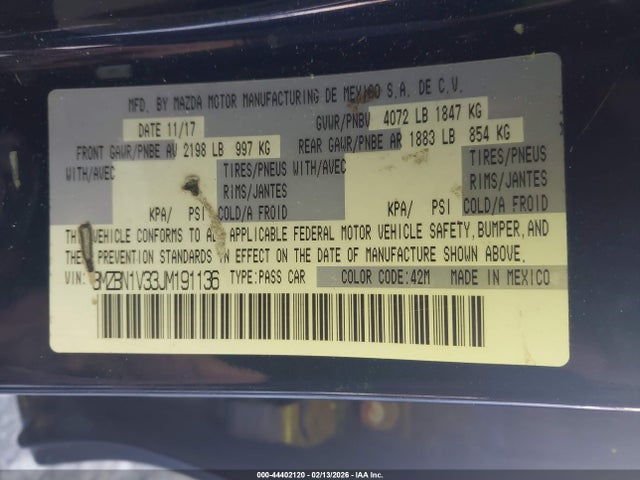 MFD. BY MAZDA MOTOR MANUFACTURING DE MEXICO S.A. DE C.V.
DATE 11/17 GVWR/PNBV 4072 LB 1847 KG
FRONT GAWR/PNBE AV 2198 LB 997 KG REAR GAWR/PNBE AR 1883 LB 854 KG
WITH/AVEC TIRES/PNEUS WITH/AVEC TIRES/PNEUS
RIMS/JANTES RIMS/JANTES
KPA/ PSI COLD/A FROID KPA/ PSI COLD/A FROID
THIS VEHICLE CONFORMS TO ALL APPLICABLE FEDERAL MOTOR VEHICLE SAFETY, BUMPER, AND
THEFT PREVENTION STANDARDS IN EFFECT ON THE DATE OF MANUFACTURE SHOWN ABOVE.
VIN: 3MZBN1V33JM191136 TYPE:PASS CAR COLOR CODE:42M MADE IN MEXICO
000-44402120 - 02/13/2026 - IAA Inc.